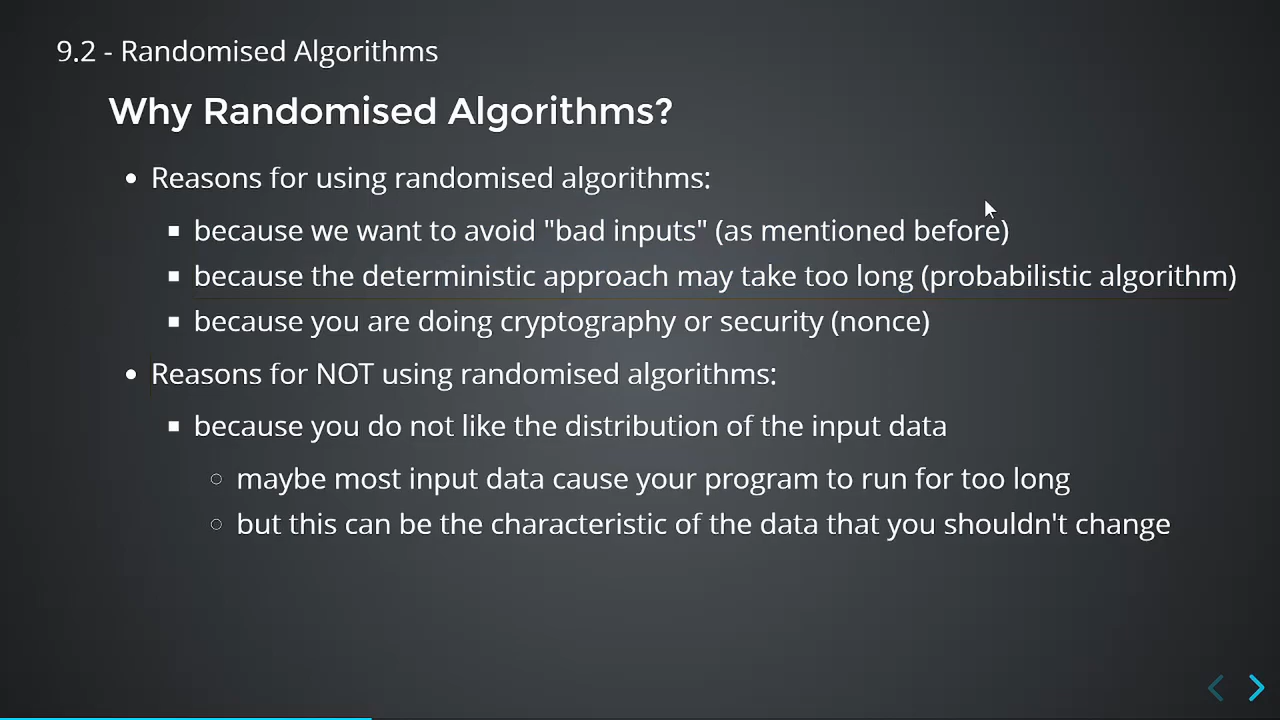 9.2 - Randomised Algorithms
Why Randomised Algorithms?
Reasons for using randomised algorithms:
because we want to avoid "bad inputs" (as mentioned before)
because the deterministic approach may take too long (probabilistic algorithm)
because you are doing cryptography or security (nonce)
Reasons for NOT using randomised algorithms:
because you do not like the distribution of the input data
maybe most input data cause your program to run for too long
but this can be the characteristic of the data that you shouldn't change